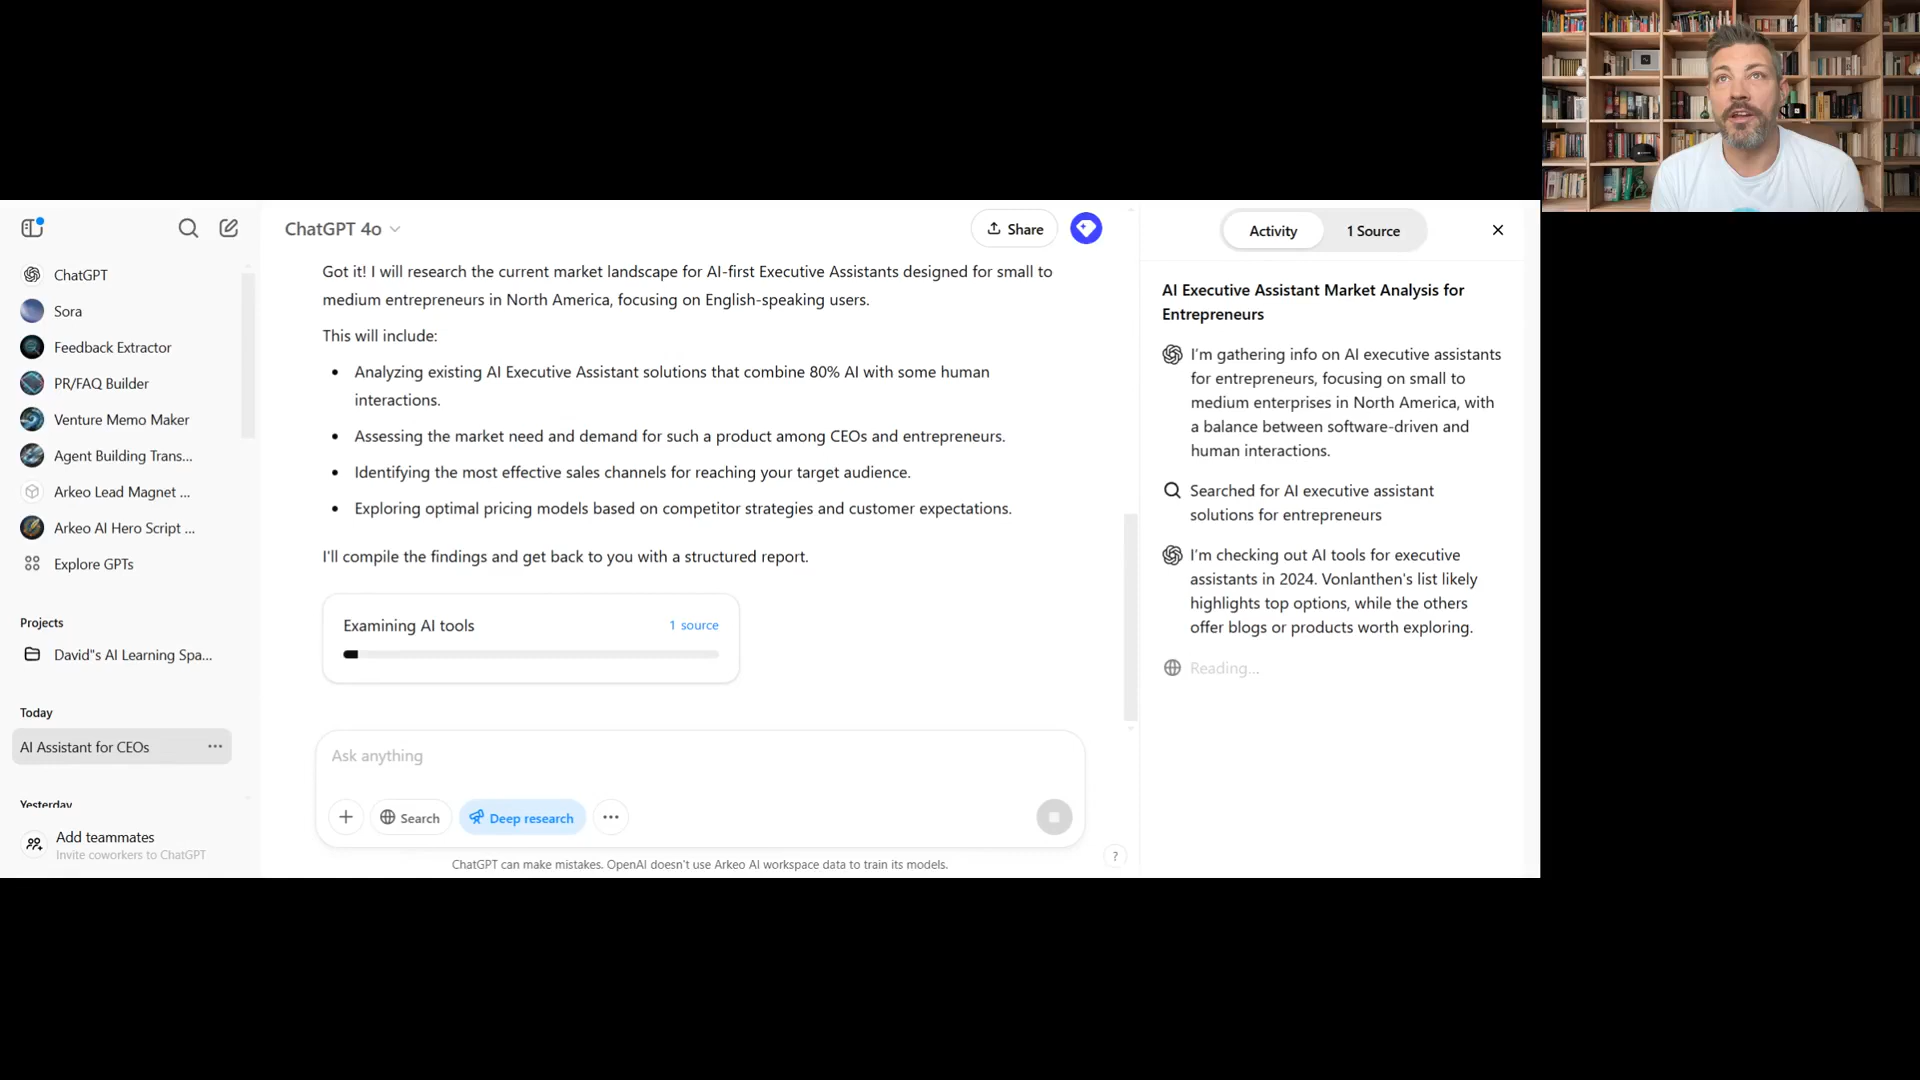 ChatGPT
Sora
Feedback Extractor
PR/FAQ Builder
Venture Memo Maker
Agent Building Trans...
Arkeo Lead Magnet ...
Arkeo AI Hero Script ...
Explore GPTs
Projects
David"s AI Learning Spa...
Today
AI Assistant for CEOs
Yesterday
Add teammates
Invite coworkers to ChatGPT
ChatGPT 4o
Share
Got it! I will research the current market landscape for AI-first Executive Assistants designed for small to
medium entrepreneurs in North America, focusing on English-speaking users.
This will include:
• Analyzing existing AI Executive Assistant solutions that combine 80% AI with some human
interactions.
• Assessing the market need and demand for such a product among CEOs and entrepreneurs.
• Identifying the most effective sales channels for reaching your target audience.
• Exploring optimal pricing models based on competitor strategies and customer expectations.
I'll compile the findings and get back to you with a structured report.
Examining AI tools 1 source
Ask anything
Search Deep research
ChatGPT can make mistakes. OpenAI doesn't use Arkeo AI workspace data to train its models.
?
Activity 1 Source
AI Executive Assistant Market Analysis for
Entrepreneurs
I'm gathering info on AI executive assistants
for entrepreneurs, focusing on small to
medium enterprises in North America, with
a balance between software-driven and
human interactions.
Searched for AI executive assistant
solutions for entrepreneurs
I'm checking out AI tools for executive
assistants in 2024. Vonlanthen's list likely
highlights top options, while the others
offer blogs or products worth exploring.
Reading...